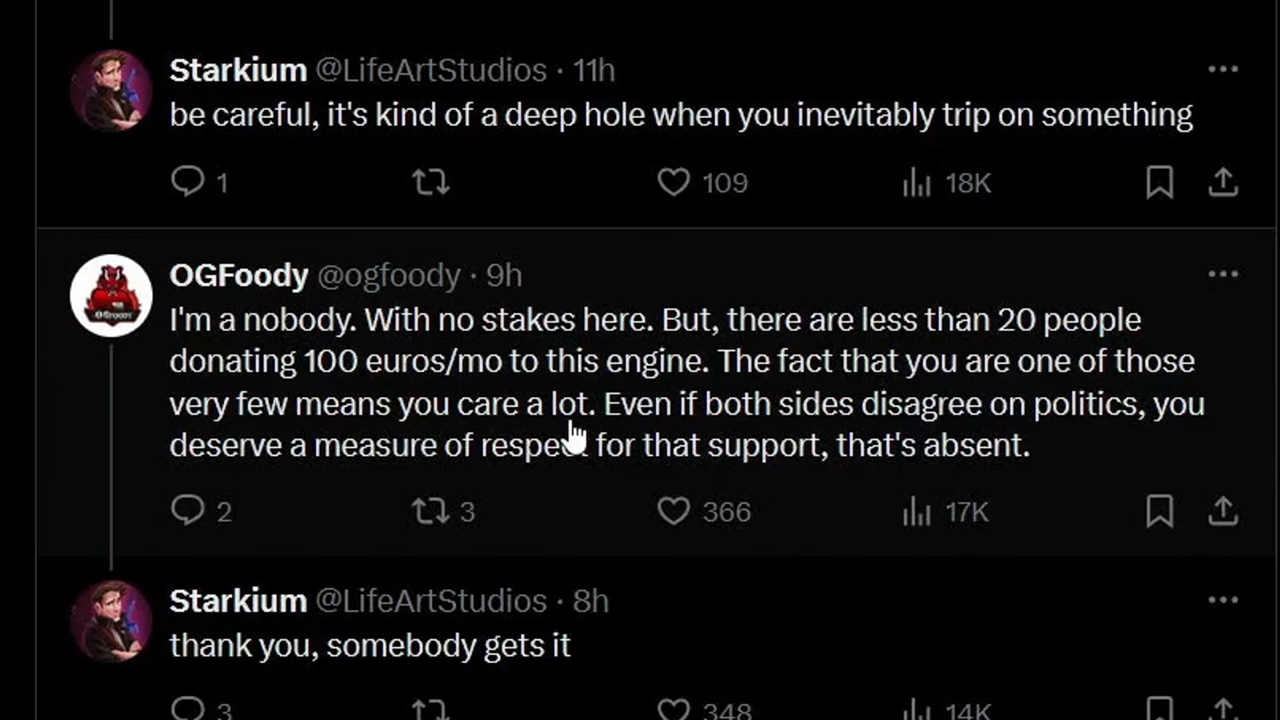 Starkium @LifeArtStudios · 11h
be careful, it's kind of a deep hole when you inevitably trip on something
1 109 18K
OGFoody @ogfoody · 9h
I'm a nobody. With no stakes here. But, there are less than 20 people
donating 100 euros/mo to this engine. The fact that you are one of those
very few means you care a lot. Even if both sides disagree on politics, you
deserve a measure of respect for that support, that's absent.
2 3 366 17K
Starkium @LifeArtStudios · 8h
thank you, somebody gets it
3 348 14K